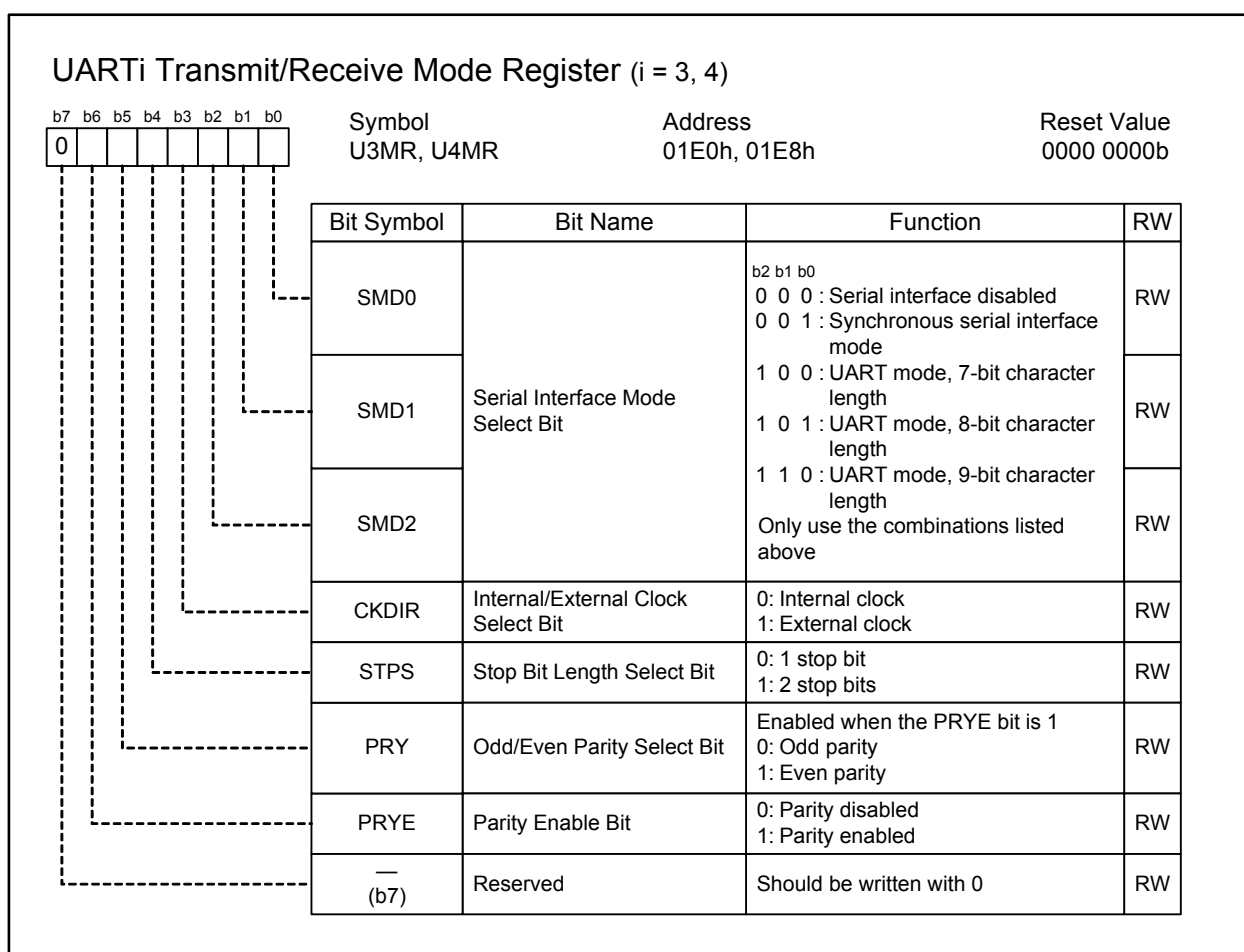 UARTi Transmit/Receive Mode Register (i = 3, 4)
b7 b6 b5 b4 b3 b2 b1 b0
0
Symbol Address Reset Value
U3MR, U4MR 01E0h, 01E8h 0000 0000b
Bit Symbol Bit Name Function RW
SMD0
SMD1
SMD2
Serial Interface Mode
Select Bit
b2 b1 b0
0 0 0 : Serial interface disabled
0 0 1 : Synchronous serial interface
mode
1 0 0 : UART mode, 7-bit character
length
1 0 1 : UART mode, 8-bit character
length
1 1 0 : UART mode, 9-bit character
length
Only use the combinations listed
above
RW
RW
RW
CKDIR
Internal/External Clock
Select Bit
0: Internal clock
1: External clock
RW
STPS
Stop Bit Length Select Bit
0: 1 stop bit
1: 2 stop bits
RW
PRY
Odd/Even Parity Select Bit
Enabled when the PRYE bit is 1
0: Odd parity
1: Even parity
RW
PRYE
Parity Enable Bit
0: Parity disabled
1: Parity enabled
RW
—
(b7)
Reserved
Should be written with 0
RW